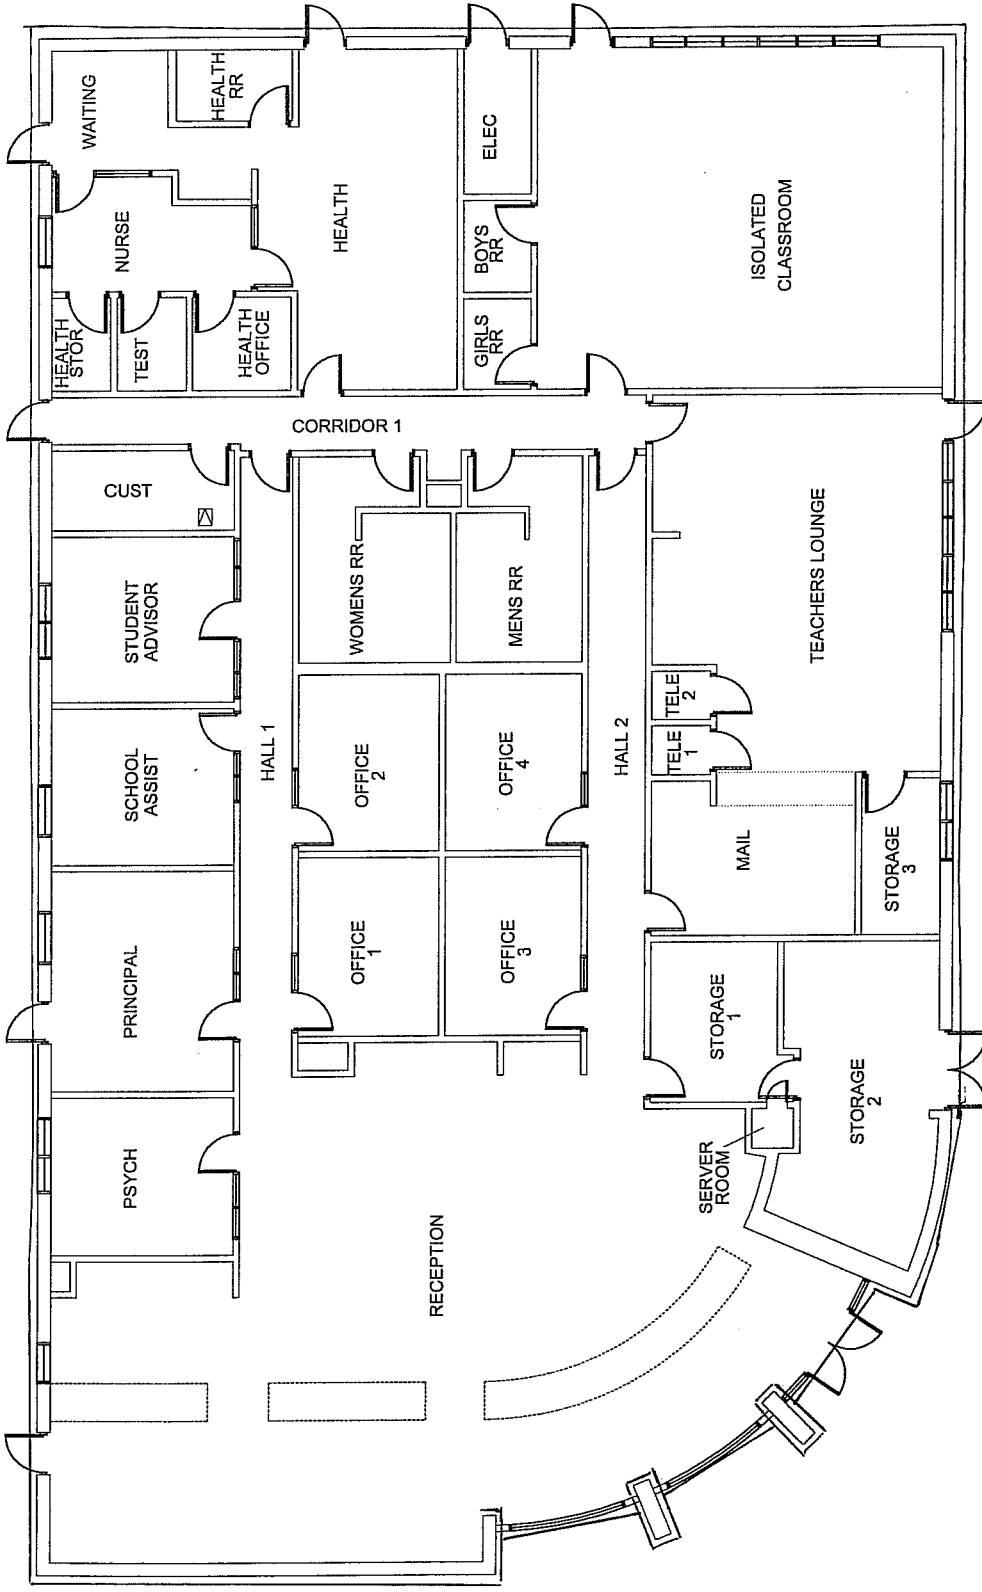 WAITING
HEALTH
RR
NURSE
HEALTH
STOR
TEST
HEALTH
OFFICE
HEALTH
ELEC
BOYS
RR
GIRLS
RR
ISOLATED
CLASSROOM
CORRIDOR 1
CUST
STUDENT
ADVISOR
WOMENS RR
MENS RR
TEACHERS LOUNGE
SCHOOL
ASSIST
HALL 1
OFFICE
2
OFFICE
4
HALL 2
TELE
2
TELE
1
MAIL
STORAGE
3
PRINCIPAL
OFFICE
1
OFFICE
3
STORAGE
1
STORAGE
2
PSYCH
SERVER
ROOM
RECEPTION